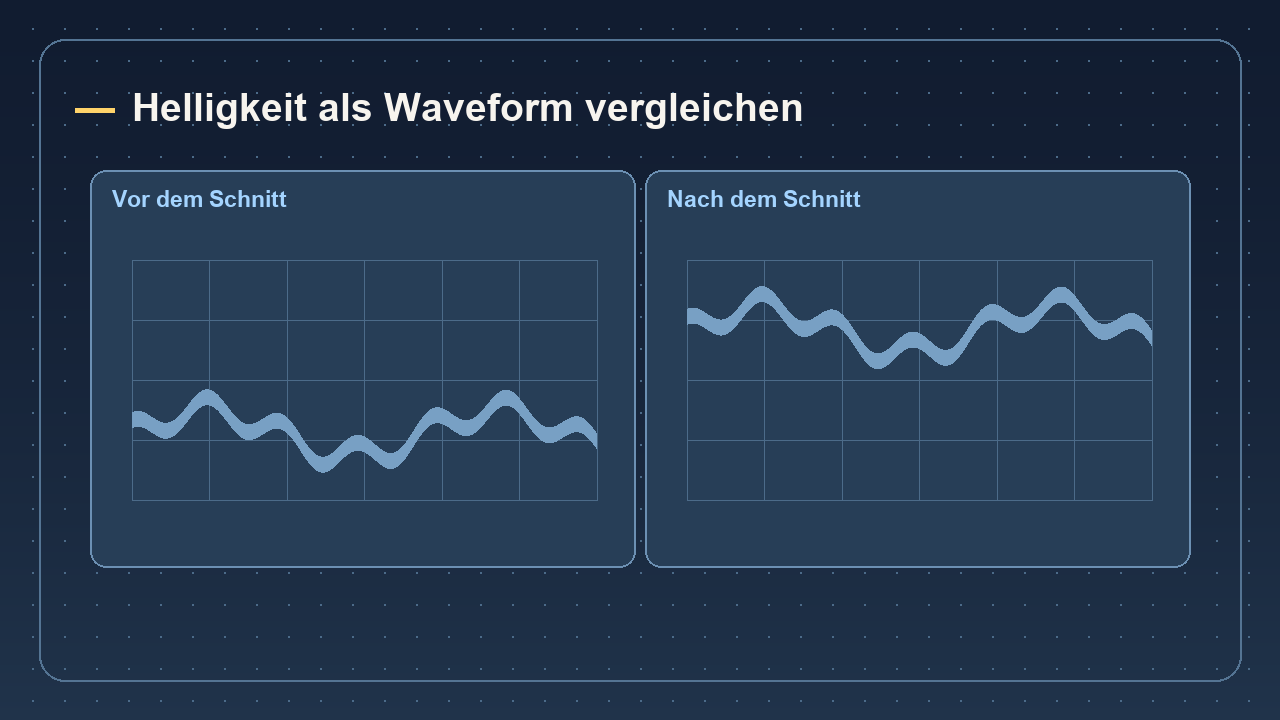 Helligkeit als Waveform vergleichen
Vor dem Schnitt
Nach dem Schnitt